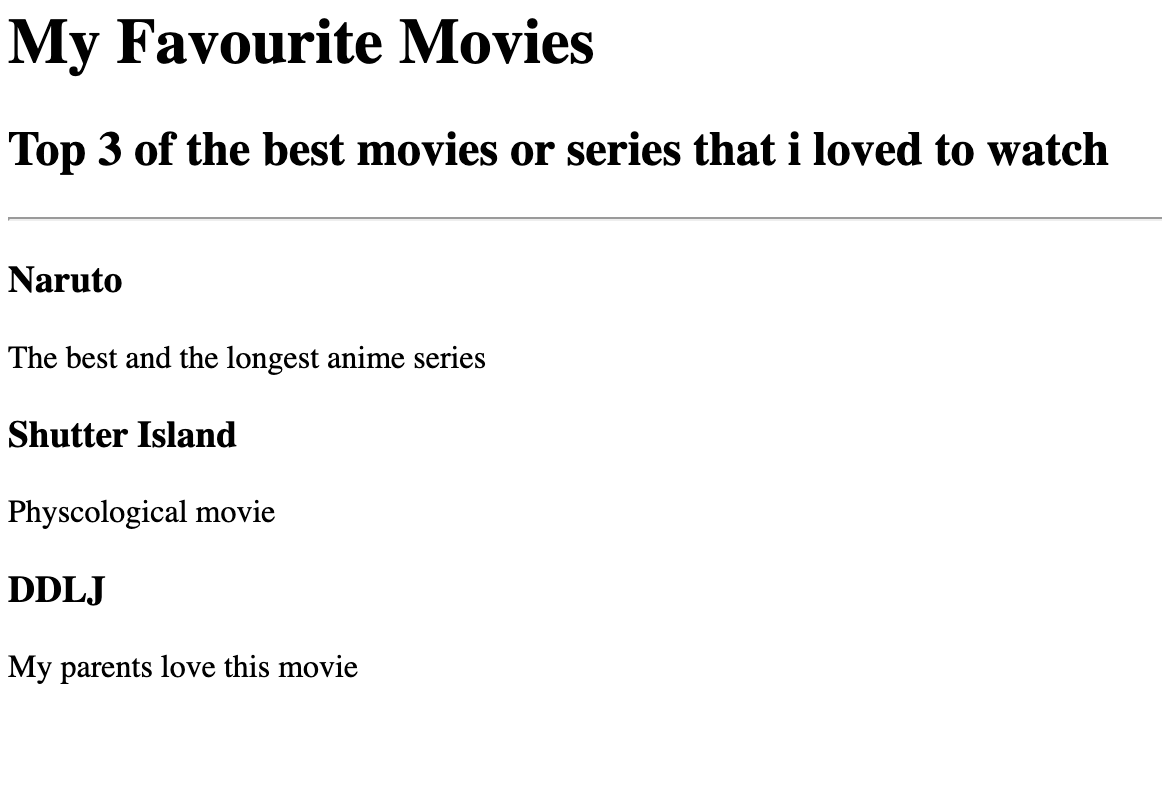 My Favourite Movies
Top 3 of the best movies or series that i loved to watch
Naruto
The best and the longest anime series
Shutter Island
Physcological movie
DDLJ
My parents love this movie